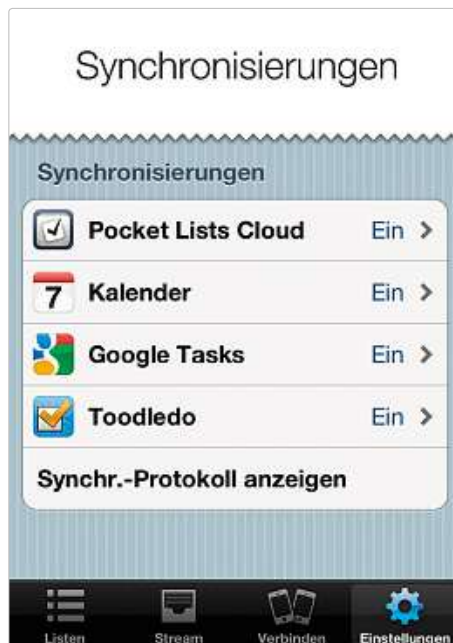 Synchronisierungen
Synchronisierungen
Pocket Lists Cloud Ein
7 Kalender Ein
Google Tasks Ein
Toodledo Ein
Synchr.-Protokoll anzeigen
Listen Stream Verbinden Einstellungen